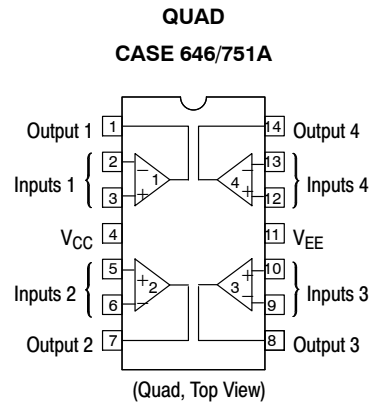 QUAD
CASE 646/751A
Output 1 1 14 Output 4
Inputs 1 2 − 1 4 − 13 Inputs 4
3 + + 12
VCC 4 11 VEE
Inputs 2 5 + 2 3 + 10 Inputs 3
6 − − 9
Output 2 7 8 Output 3
(Quad, Top View)